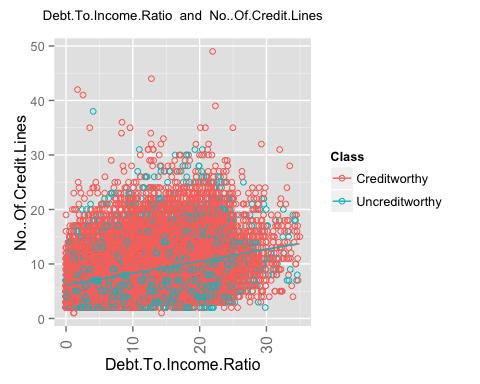 Debt.To.Income.Ratio and No..Of.Credit.Lines
50
40
30
20
10
0
No..Of.Credit.Lines
0
10
20
30
Debt.To.Income.Ratio
Class
Creditworthy
Uncreditworthy